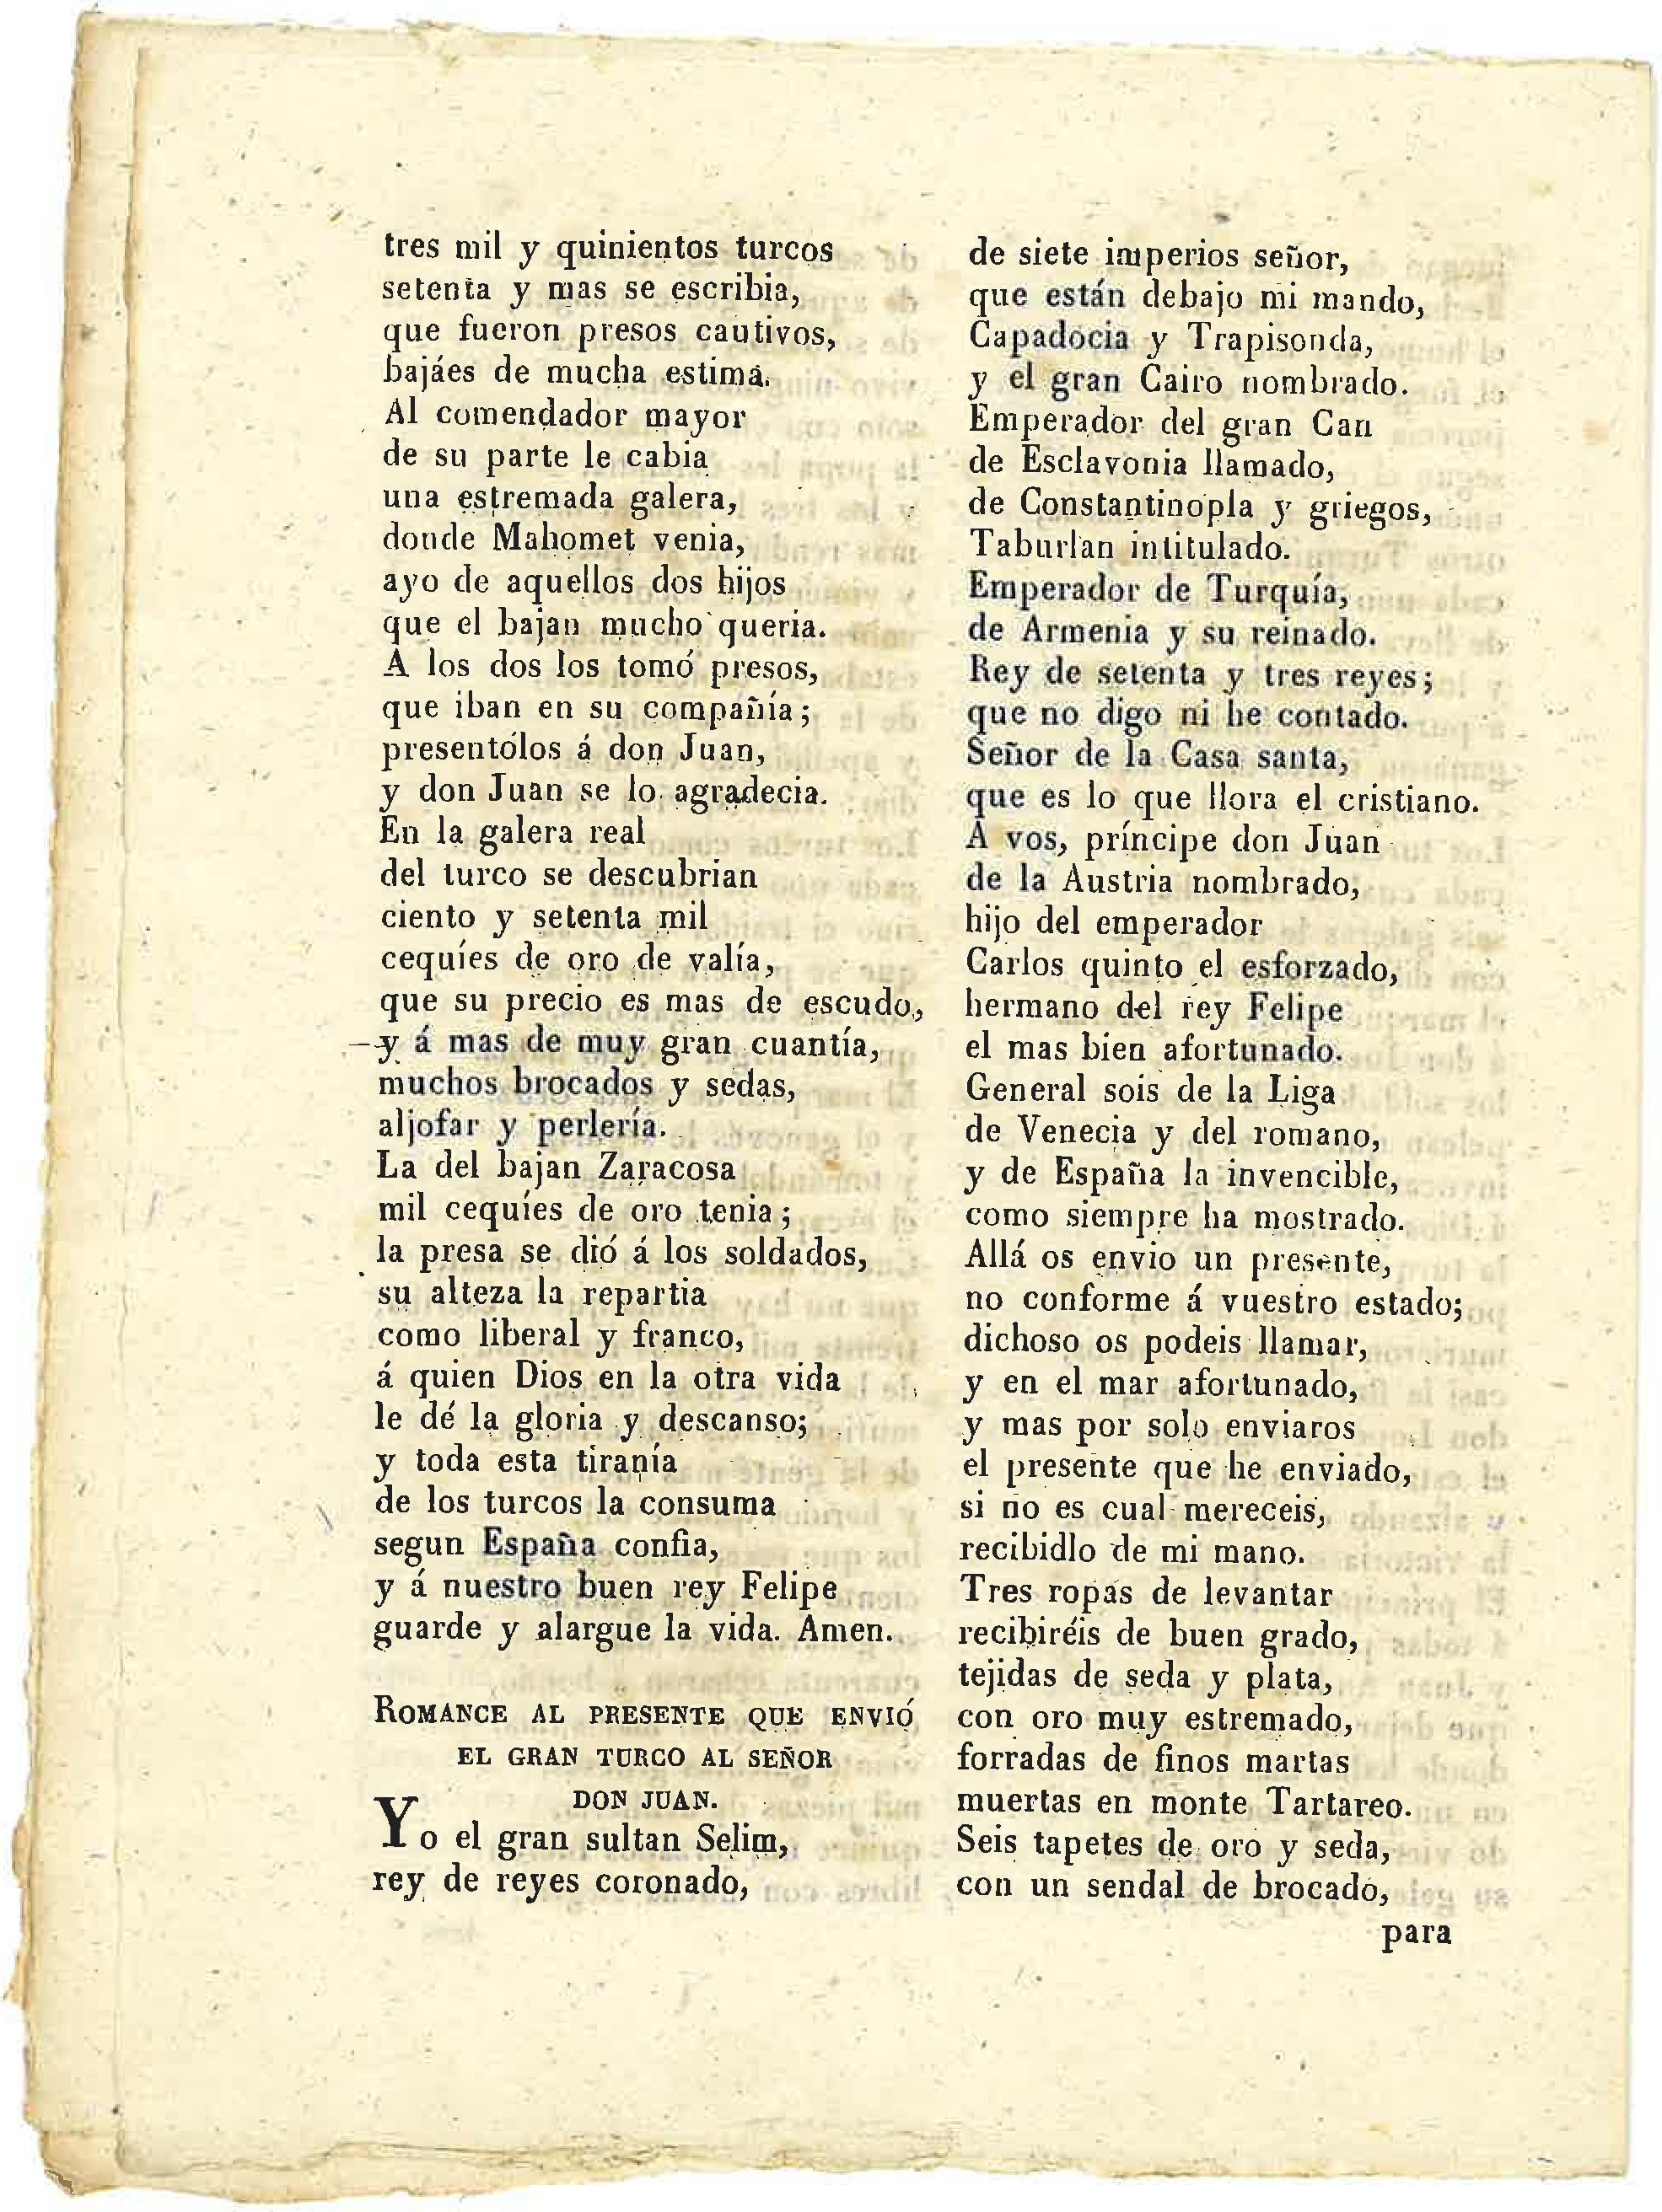 tres mil y quinientos turcos
setenta y mas se escribia,
que fueron presos cautivos,
bajáes de mucha estima.
Al comendador mayor
de su parte le cabia
una estremada galera,
donde Mahomet venia,
ayo de aquellos dos hijos
que el bajan mucho queria.
A los dos los tomó presos,
que iban en su compañía;
presentólos á don Juan,
y don Juan se lo agradecia.
En la galera real
del turco se descubrian
ciento y setenta mil
cequíes de oro de valía,
que su precio es mas de escudo,
y á mas de muy gran cuantía,
muchos brocados y sedas,
aljofar y perlería.
La del bajan Zaracosa
mil cequíes de oro tenia;
la presa se dió á los soldados,
su alteza la repartia
como liberal y franco,
á quien Dios en la otra vida
le dé la gloria y descanso;
y toda esta tiranía
de los turcos la consuma
segun España confia,
y á nuestro buen rey Felipe
guarde y alargue la vida. Amen.
ROMANCE AL PRESENTE QUE ENVIÓ
EL GRAN TURCO AL SEÑOR
DON JUAN.
Yo el gran sultan Selim,
rey de reyes coronado,
de siete imperios señor,
que están debajo mi mando,
Capadocia y Trapisonda,
y el gran Cairo nombrado.
Emperador del gran Can
de Esclavonia llamado,
de Constantinopla y griegos,
Taburlan intitulado.
Emperador de Turquía,
de Armenia y su reinado.
Rey de setenta y tres reyes;
que no digo ni he contado.
Señor de la Casa santa,
que es lo que llora el cristiano.
A vos, príncipe don Juan
de la Austria nombrado,
hijo del emperador
Carlos quinto el esforzado,
hermano del rey Felipe
el mas bien afortunado.
General sois de la Liga
de Venecia y del romano,
y de España la invencible,
como siempre ha mostrado.
Allá os envio un presente,
no conforme á vuestro estado;
dichoso os podeis llamar,
y en el mar afortunado,
y mas por solo enviaros
el presente que he enviado,
si no es cual mereceis,
recibidlo de mi mano.
Tres ropas de levantar
recibiréis de buen grado,
tejidas de seda y plata,
con oro muy estremado,
forradas de finos martas
muertas en monte Tartareo.
Seis tapetes de oro y seda,
con un sendal de brocado,
para